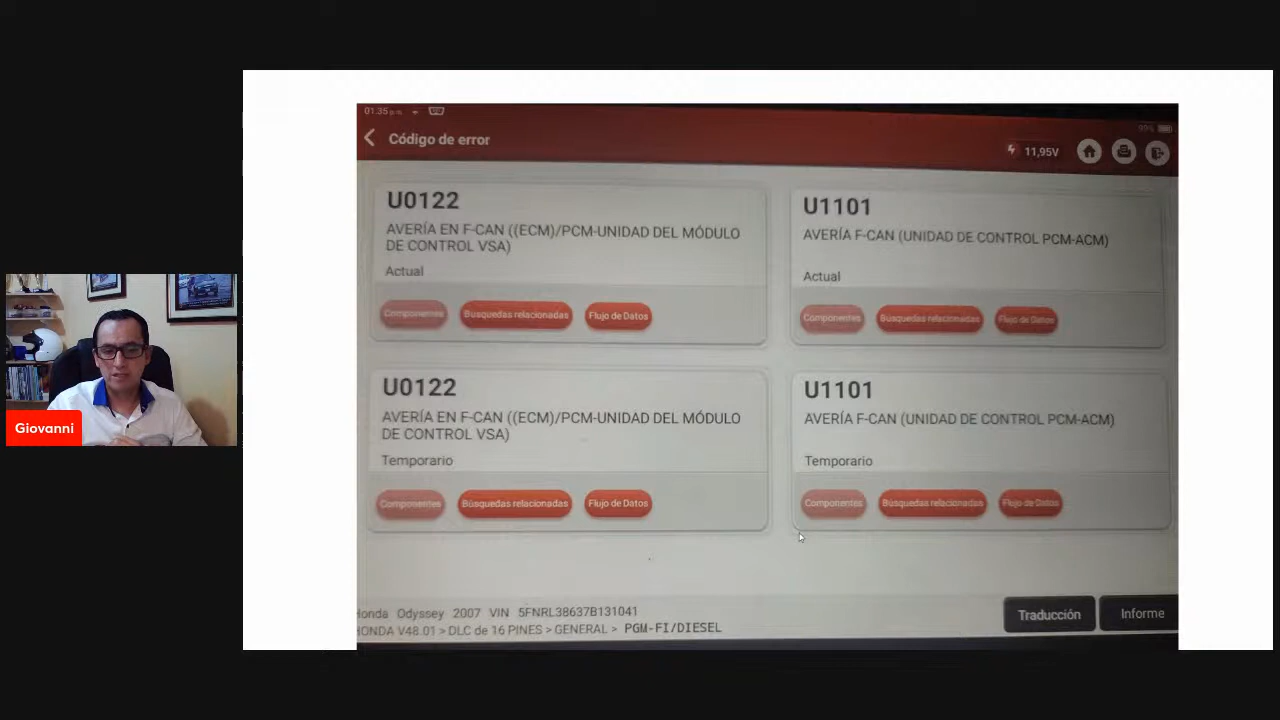 01:35 p.m.
99%
Código de error
11,95V
U0122
AVERÍA EN F-CAN ((ECM)/PCM-UNIDAD DEL MÓDULO
DE CONTROL VSA)
Actual
Componentes
Búsquedas relacionadas
Flujo de Datos
U1101
AVERÍA F-CAN (UNIDAD DE CONTROL PCM-ACM)
Actual
Componentes
Búsquedas relacionadas
Flujo de Datos
U0122
AVERÍA EN F-CAN ((ECM)/PCM-UNIDAD DEL MÓDULO
DE CONTROL VSA)
Temporario
Componentes
Búsquedas relacionadas
Flujo de Datos
U1101
AVERÍA F-CAN (UNIDAD DE CONTROL PCM-ACM)
Temporario
Componentes
Búsquedas relacionadas
Flujo de Datos
Honda Odyssey 2007 VIN 5FNRL38637B131041
HONDA V48.01 > DLC de 16 PINES > GENERAL > PGM-FI/DIESEL
Traducción
Informe
Giovanni